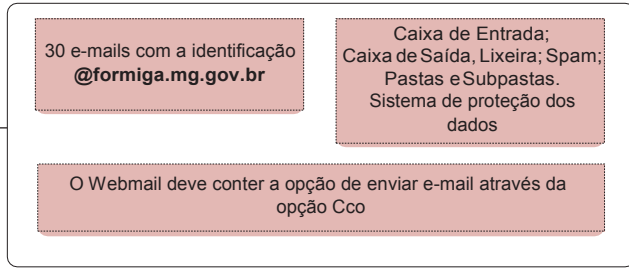 30 e-mails com a identificação
@formiga.mg.gov.br
Caixa de Entrada;
Caixa de Saída, Lixeira; Spam;
Pastas e Subpastas.
Sistema de proteção dos
dados
O Webmail deve conter a opção de enviar e-mail através da
opção Cco